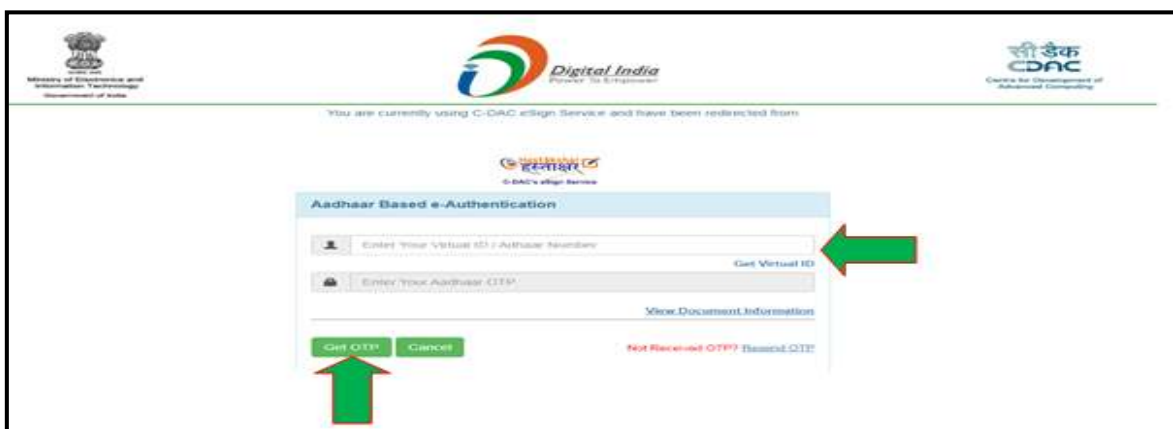 Ministry of Electronics and
Information Technology
Government of India
Digital India
Power To Empower
सी डैक
CDAC
Centre for Development of
Advanced Computing
You are currently using C-DAC eSign Service and have been redirected from
हस्ताक्षर
C-DAC's eSign Service
Aadhaar Based e-Authentication
Enter Your Virtual ID / Adhaar Number
Get Virtual ID
Enter Your Aadhaar OTP
View Document Information
Get OTP
Cancel
Not Received OTP? Resend OTP